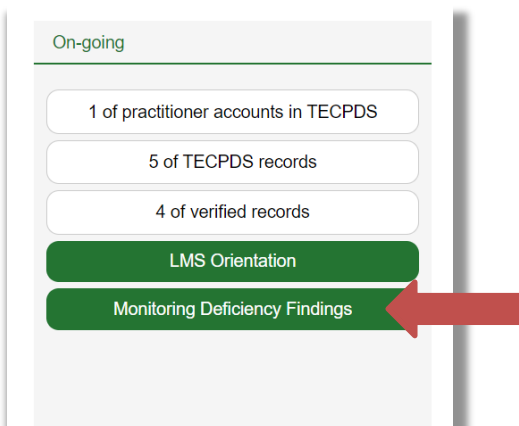 On-going
1 of practitioner accounts in TECPDS
5 of TECPDS records
4 of verified records
LMS Orientation
Monitoring Deficiency Findings